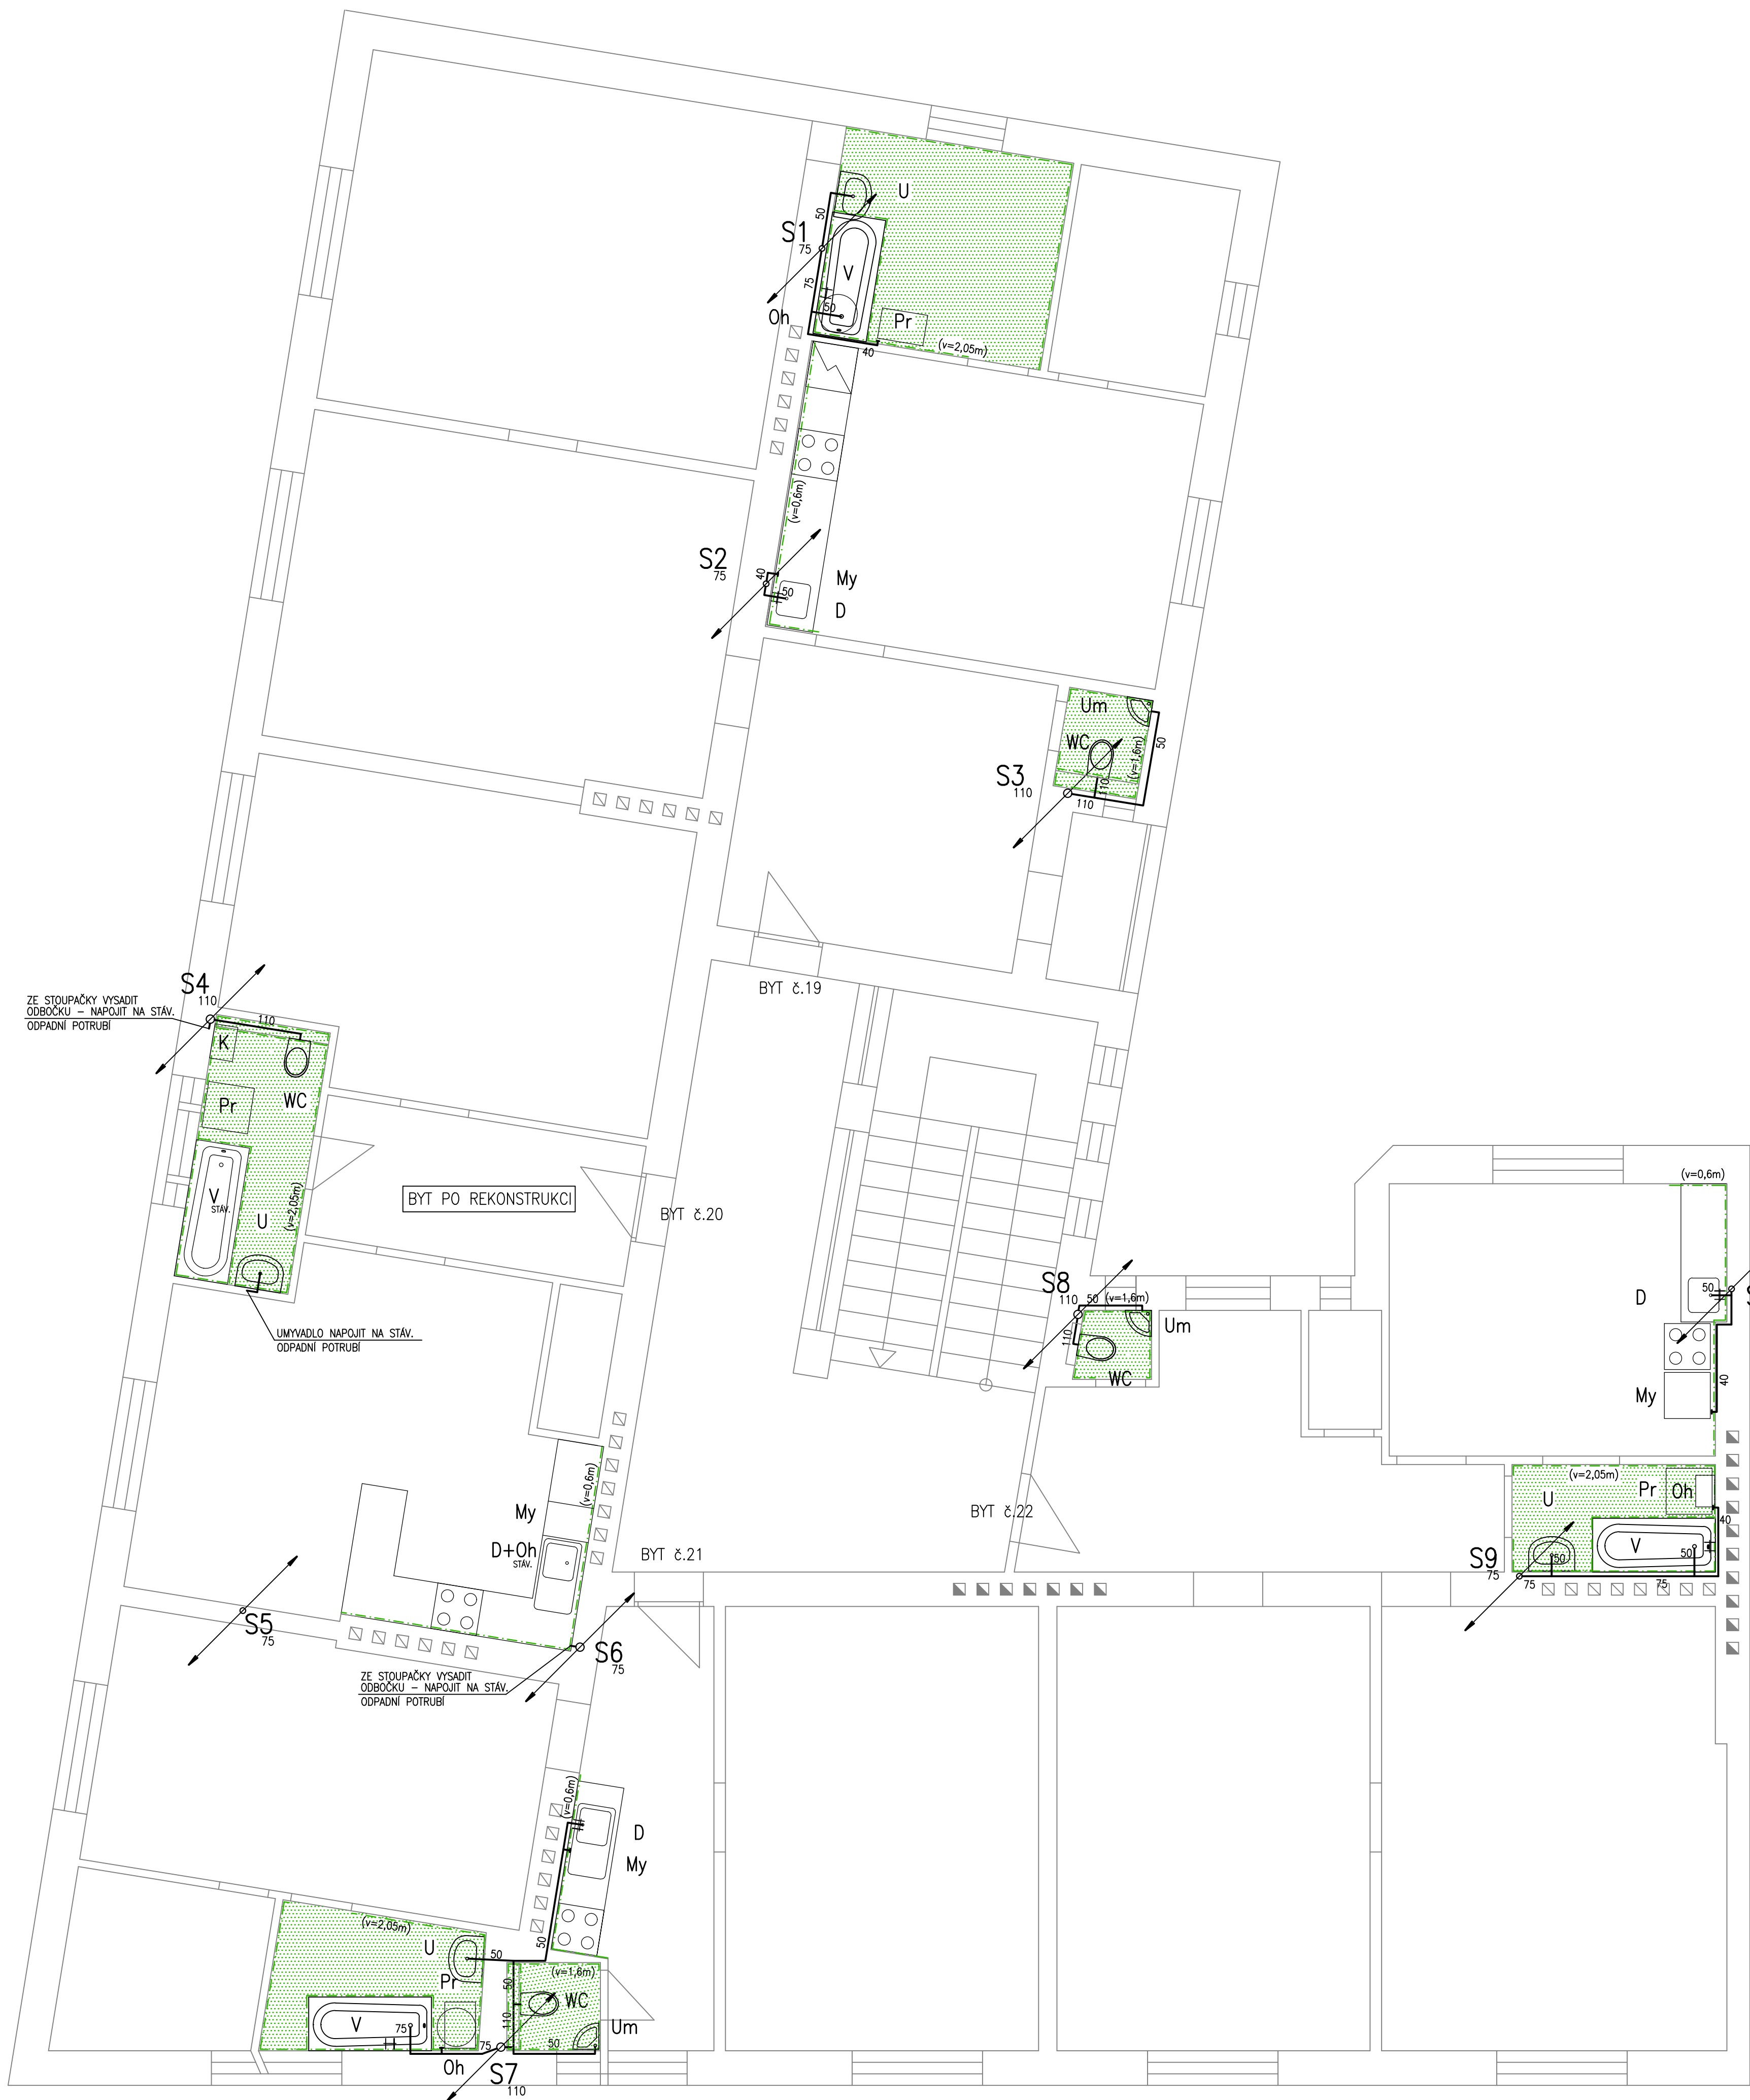 U
50
S1
75
V
75
50
Oh
Pr
(v=2,05m)
40
(v=0,6m)
S2
75
40
50
My
D
Um
WC
50
(v=1,6m)
S3
110
110
110
BYT č.19
S4
110
ZE STOUPAČKY VYSADIT
ODBOČKU – NAPOJIT NA STÁV.
ODPADNÍ POTRUBÍ
110
K
WC
Pr
V
STÁV.
U
(v=2,05m)
BYT PO REKONSTRUKCI
BYT č.20
UMYVADLO NAPOJIT NA STÁV.
ODPADNÍ POTRUBÍ
(v=0,6m)
S8
110
50
(v=1,6m)
110
Um
WC
D
50
S
My
40
(v=0,6m)
My
D+Oh
STÁV.
BYT č.22
BYT č.21
(v=2,05m)
U
Pr
Oh
40
V
50
50
S9
75
75
75
S5
75
S6
75
ZE STOUPAČKY VYSADIT
ODBOČKU – NAPOJIT NA STÁV.
ODPADNÍ POTRUBÍ
(v=0,6m)
D
My
(v=2,05m)
U
50
50
Pr
50
(v=1,6m)
WC
110
V
75
75
50
Um
Oh
S7
110